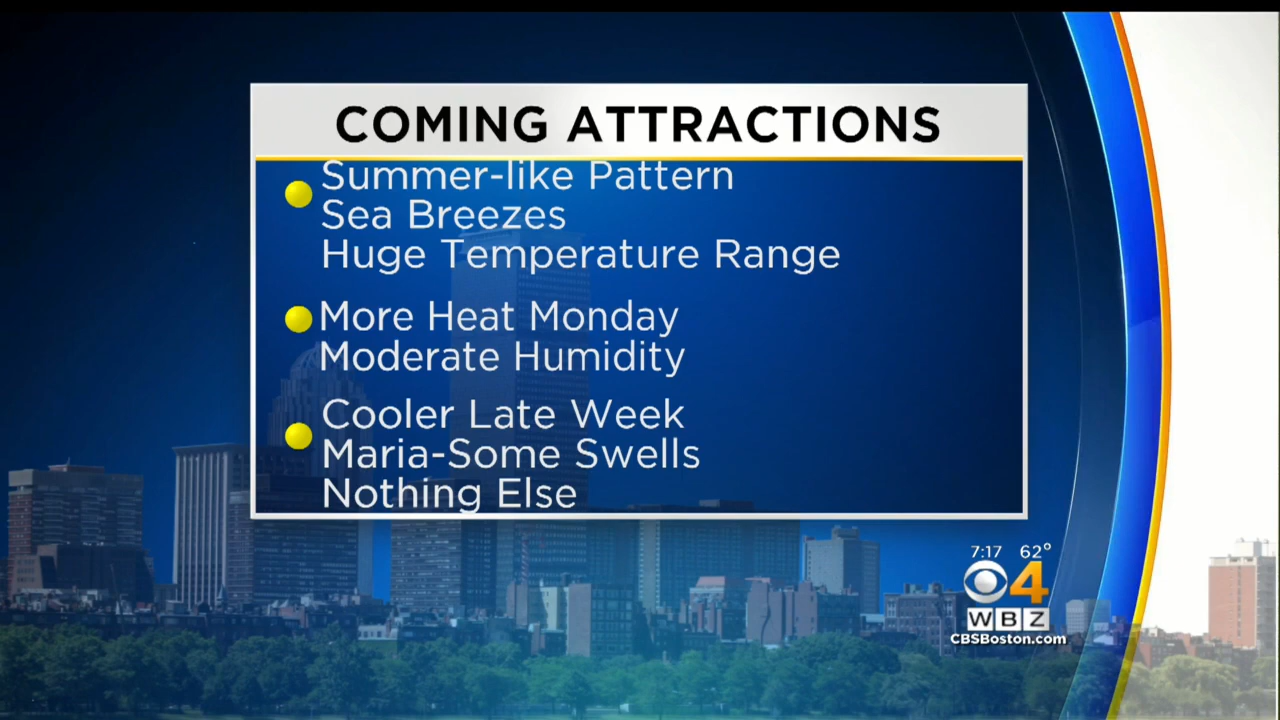 COMING ATTRACTIONS
Summer-like Pattern
Sea Breezes
Huge Temperature Range
More Heat Monday
Moderate Humidity
Cooler Late Week
Maria-Some Swells
Nothing Else
7:17 62°
4
WBZ
CBSBoston.com